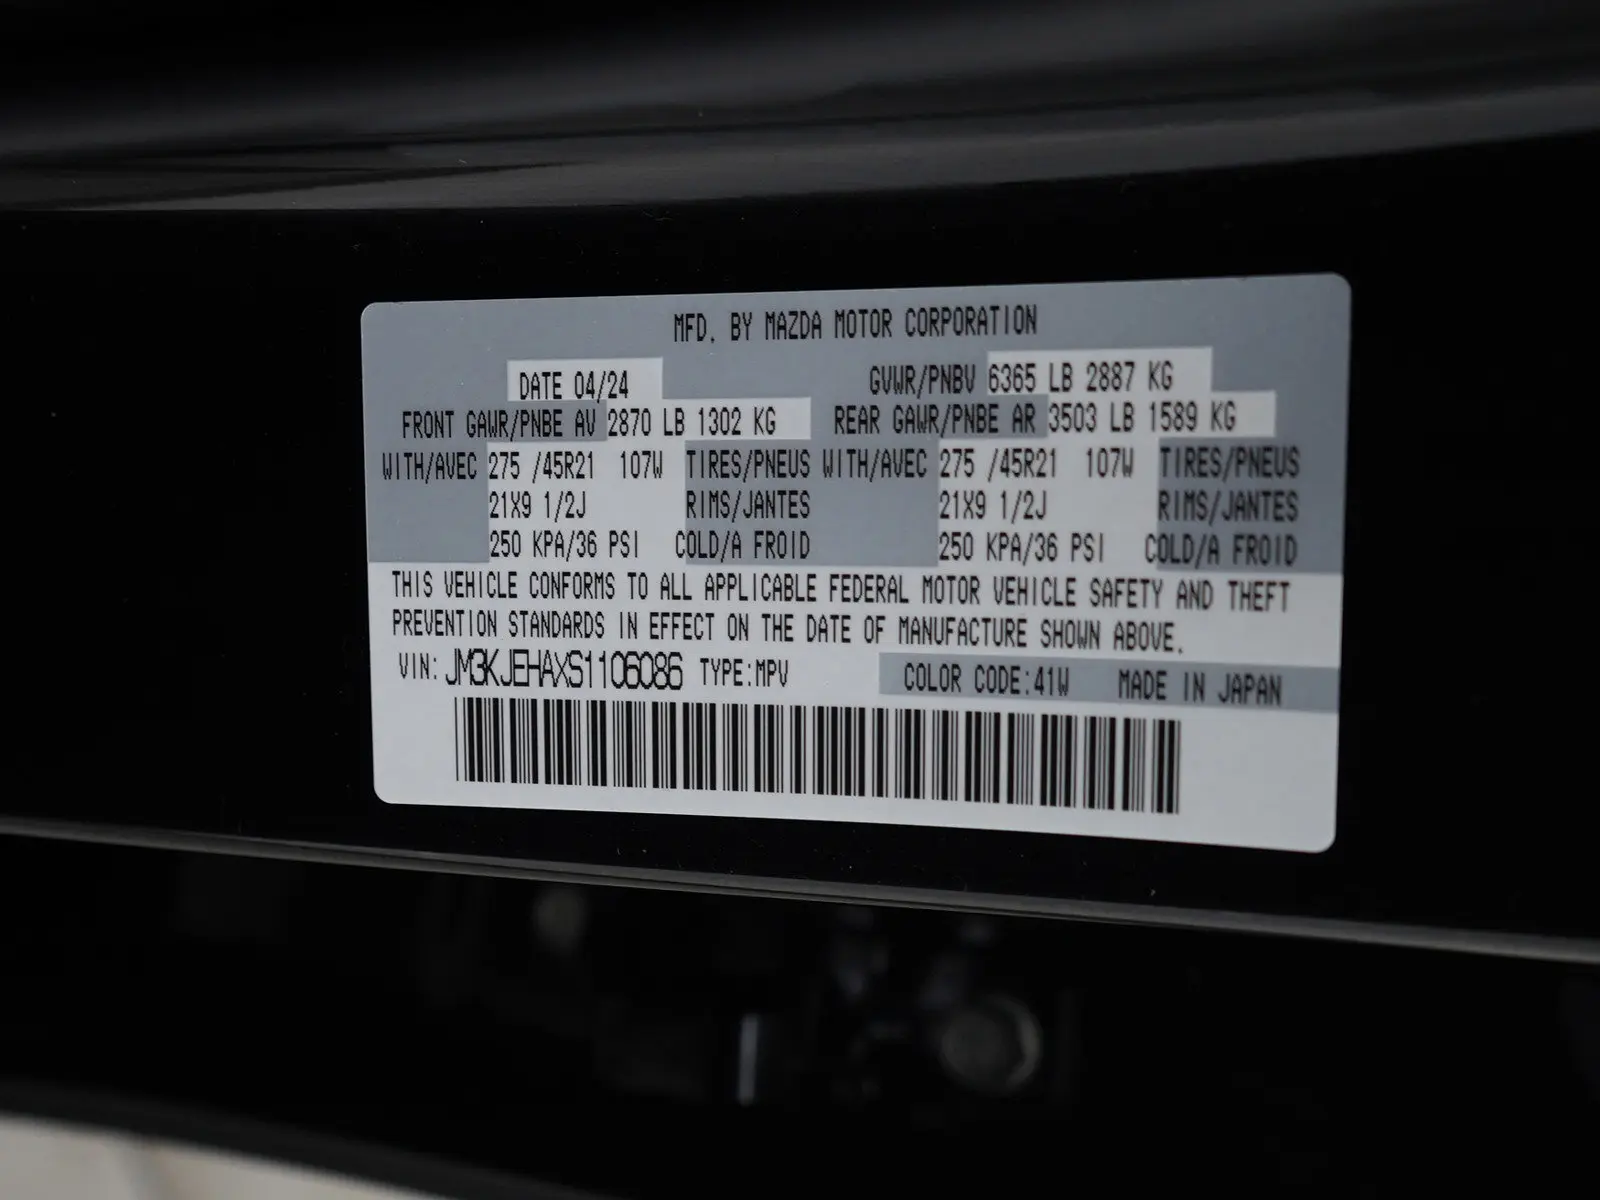 MFD. BY MAZDA MOTOR CORPORATION
DATE 04/24 GVWR/PNBV 6365 LB 2887 KG
FRONT GAWR/PNBE AV 2870 LB 1302 KG REAR GAWR/PNBE AR 3503 LB 1589 KG
WITH/AVEC 275 /45R21 107W TIRES/PNEUS WITH/AVEC 275 /45R21 107W TIRES/PNEUS
21X9 1/2J RIMS/JANTES 21X9 1/2J RIMS/JANTES
250 KPA/36 PSI COLD/A FROID 250 KPA/36 PSI COLD/A FROID
THIS VEHICLE CONFORMS TO ALL APPLICABLE FEDERAL MOTOR VEHICLE SAFETY AND THEFT
PREVENTION STANDARDS IN EFFECT ON THE DATE OF MANUFACTURE SHOWN ABOVE.
VIN: JM3KJEHAXS1106086 TYPE:MPV COLOR CODE:41W MADE IN JAPAN